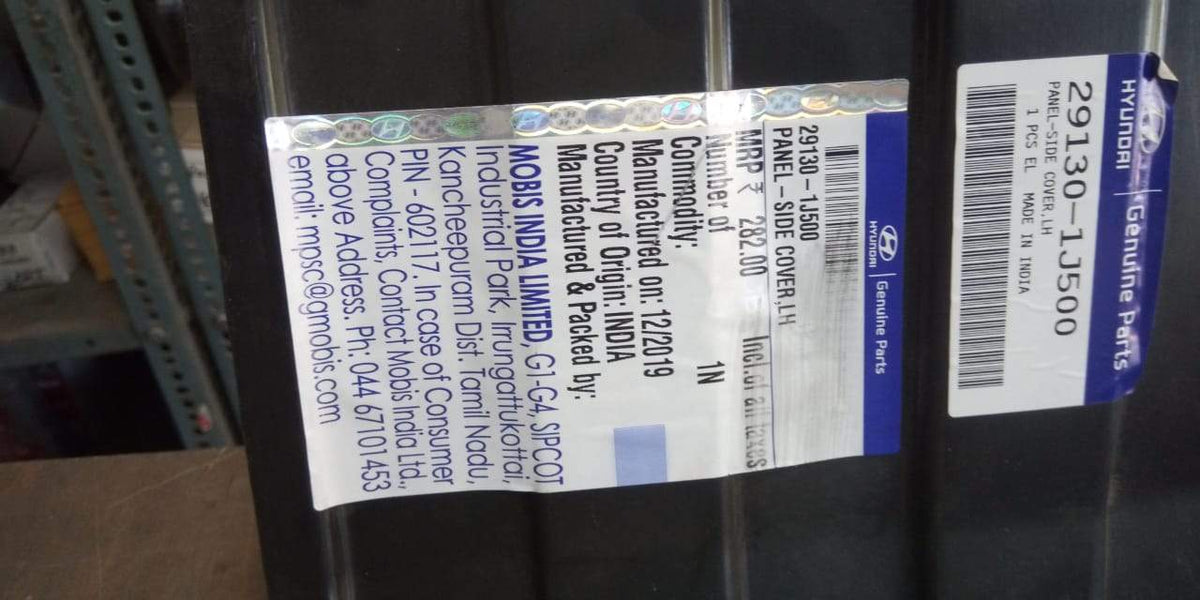 HYUNDAI | Genuine Parts
29130-1J500
PANEL-SIDE COVER,LH
1 PCS EL MADE IN INDIA
HYUNDAI | Genuine Parts
29130-1J500
PANEL-SIDE COVER,LH
MRP ₹ 282.00 Incl.of all taxes
Number of 1N
Commodity:
Manufactured on: 12/2019
Country of Origin: INDIA
Manufactured & Packed by:
MOBIS INDIA LIMITED, G1-G4, SIPCOT
Industrial Park, Irrungattukottai,
Kancheepuram Dist. Tamil Nadu,
PIN - 602117. In case of Consumer
Complaints, Contact Mobis India Ltd.,
above Address. Ph: 044 67101453
email: mpsc@gmobis.com